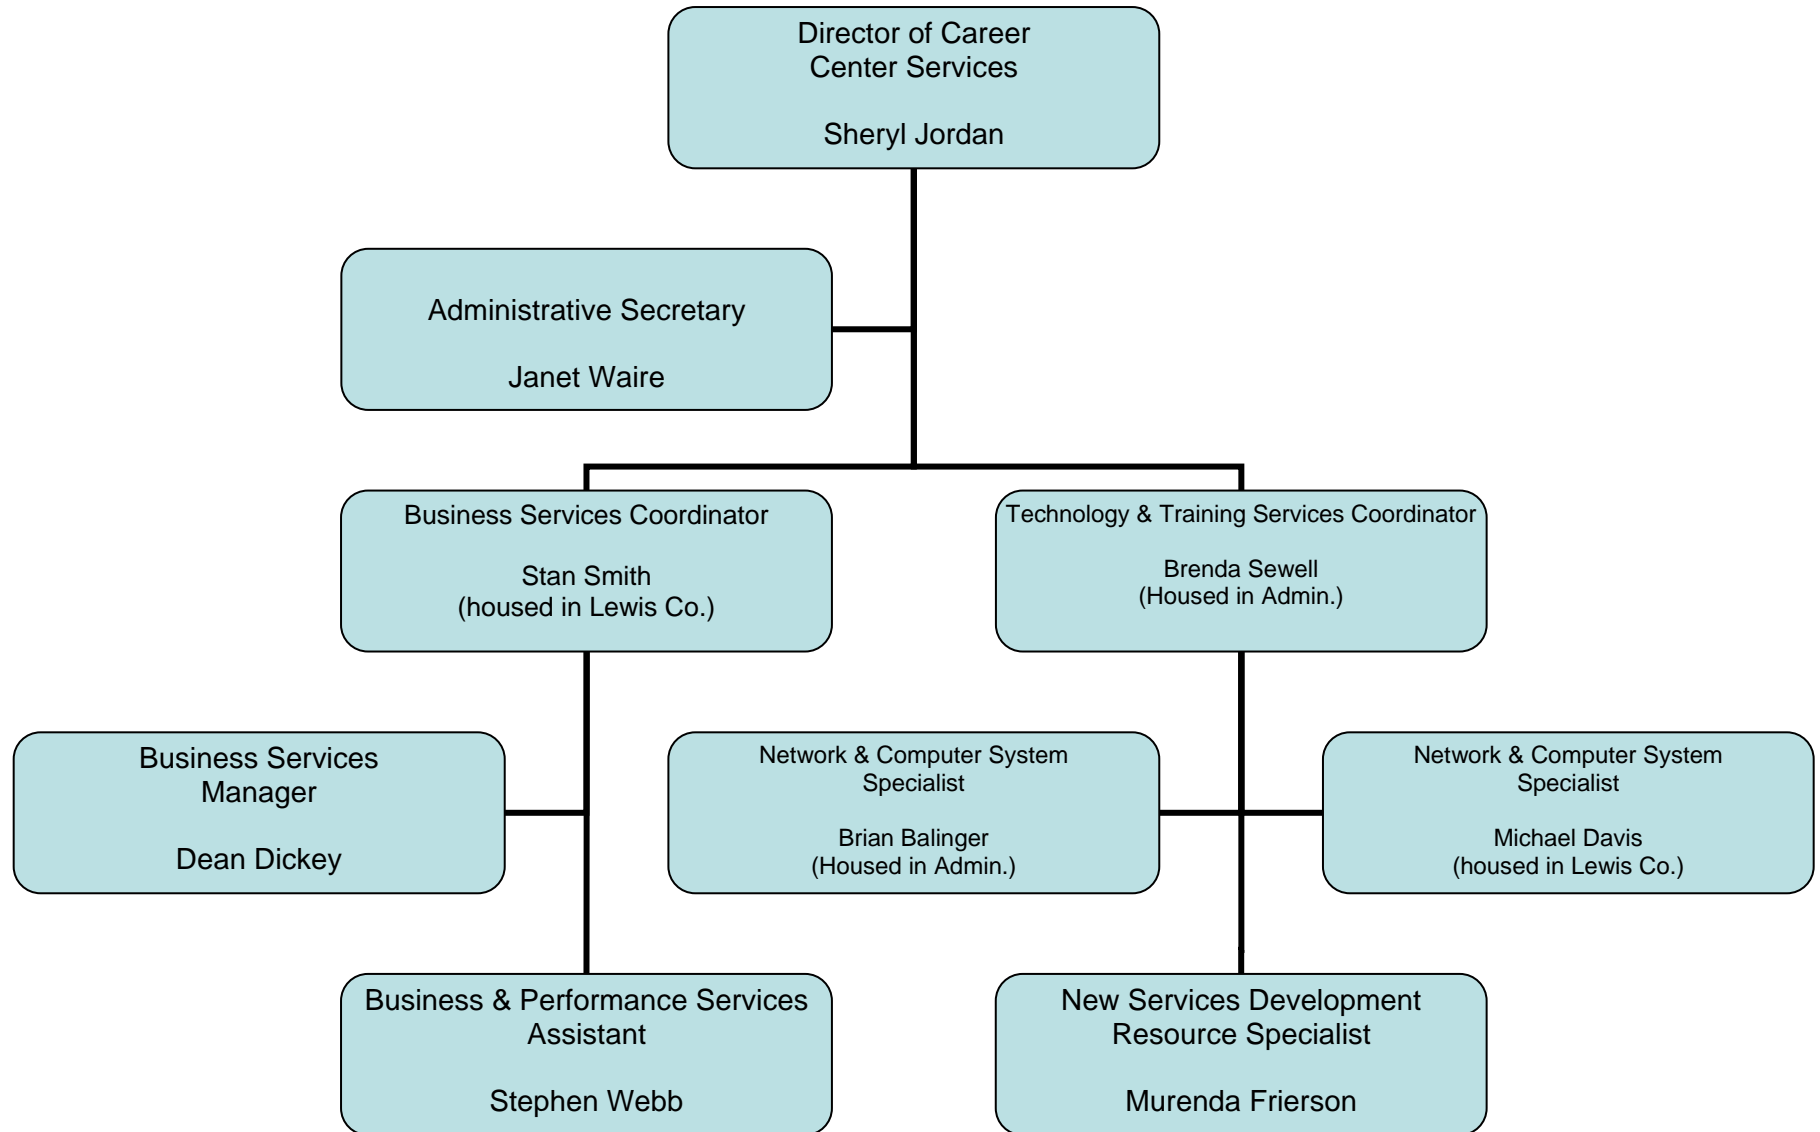 Director of Career
Center Services
Sheryl Jordan
Administrative Secretary
Janet Waire
Business Services Coordinator
Stan Smith
(housed in Lewis Co.)
Technology & Training Services Coordinator
Brenda Sewell
(Housed in Admin.)
Business Services
Manager
Dean Dickey
Network & Computer System
Specialist
Brian Balinger
(Housed in Admin.)
Network & Computer System
Specialist
Michael Davis
(housed in Lewis Co.)
Business & Performance Services
Assistant
Stephen Webb
New Services Development
Resource Specialist
Murenda Frierson